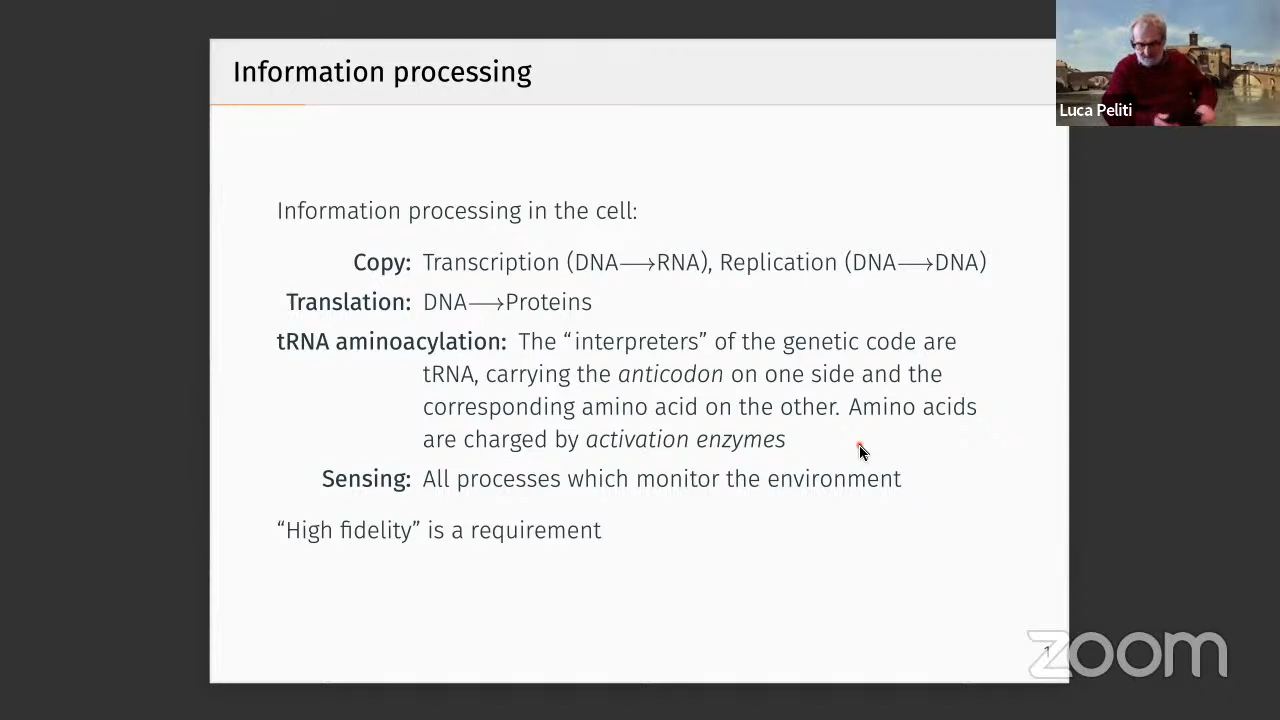 Information processing
Luca Peliti
Information processing in the cell:
Copy: Transcription (DNA⟶RNA), Replication (DNA⟶DNA)
Translation: DNA⟶Proteins
tRNA aminoacylation: The “interpreters” of the genetic code are
tRNA, carrying the anticodon on one side and the
corresponding amino acid on the other. Amino acids
are charged by activation enzymes
Sensing: All processes which monitor the environment
“High fidelity” is a requirement
1
zoom